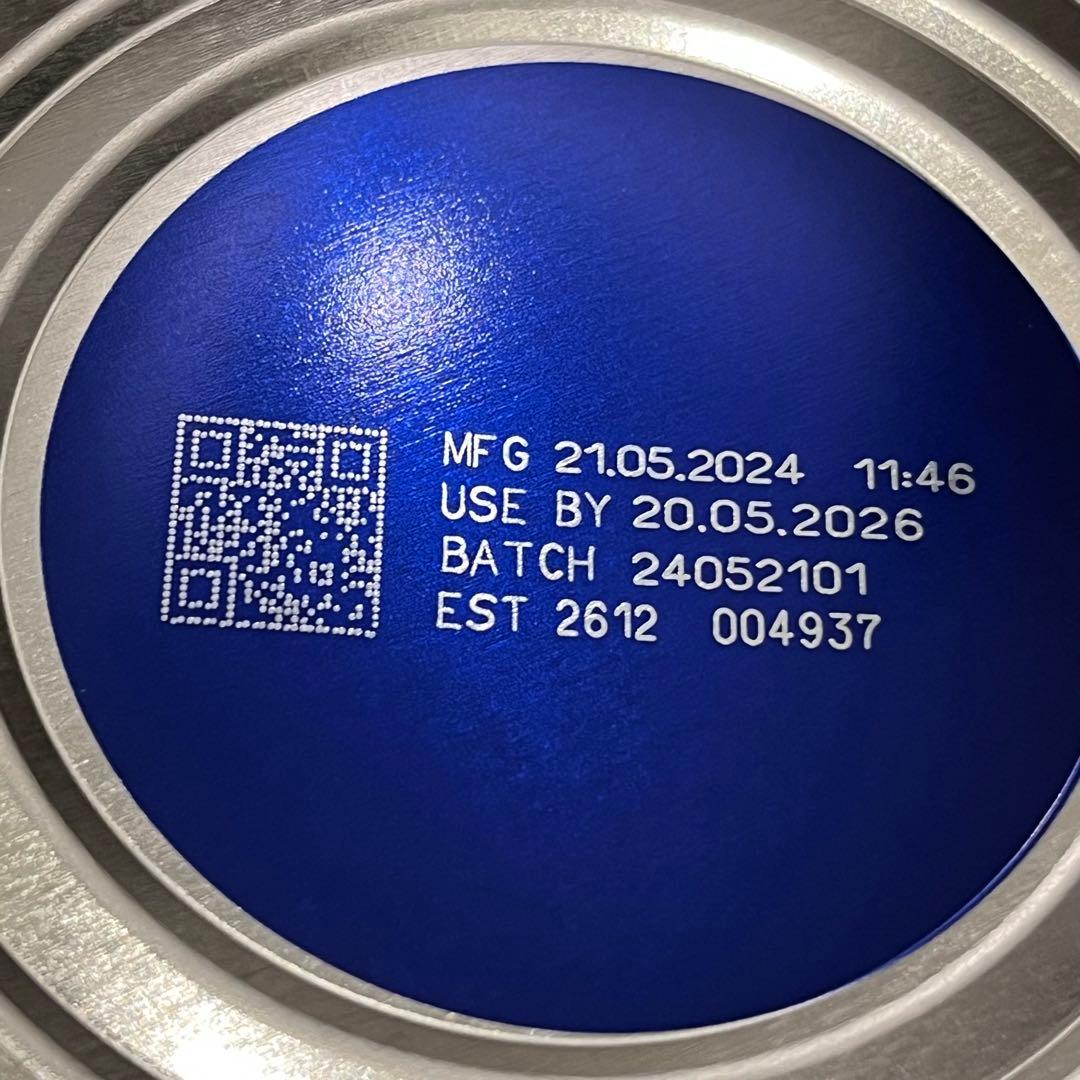 MFG 21.05.2024 11:46
USE BY 20.05.2026
BATCH 24052101
EST 2612 004937